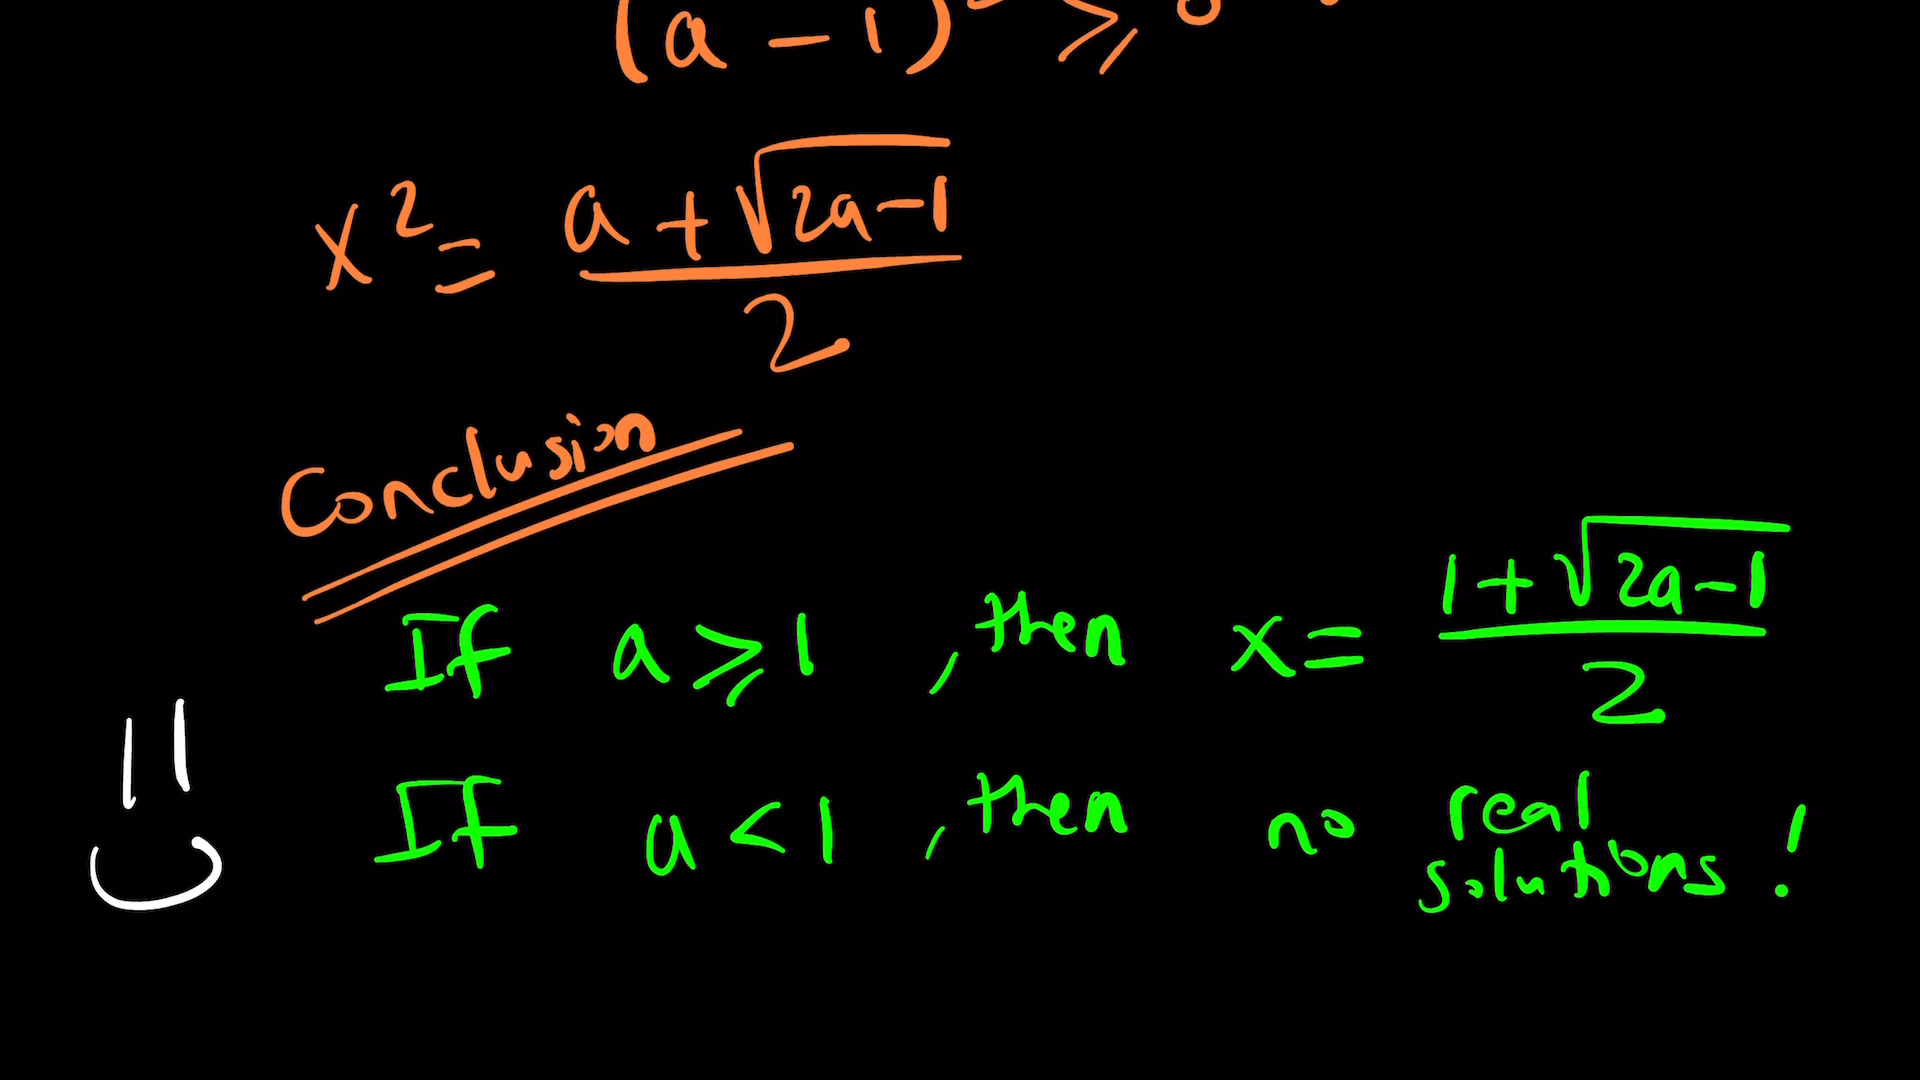 (a - 1)² ≥ 0
x² = (a + √(2a - 1)) / 2
Conclusion
If a ≥ 1, then x = (1 + √(2a - 1)) / 2
If a < 1, then no real solutions!